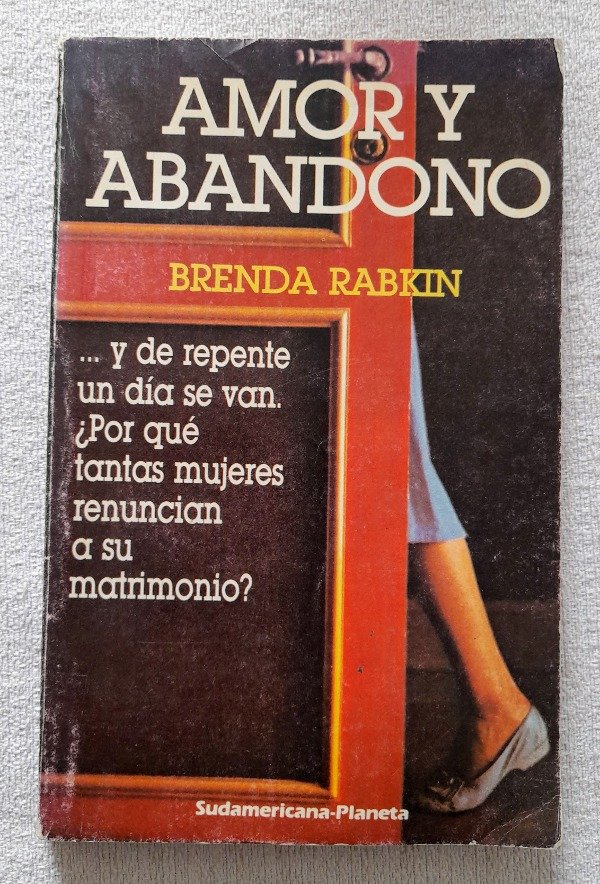 AMOR Y
ABANDONO
BRENDA RABKIN
... y de repente
un día se van.
¿Por qué
tantas mujeres
renuncian
a su
matrimonio?
Sudamericana-Planeta